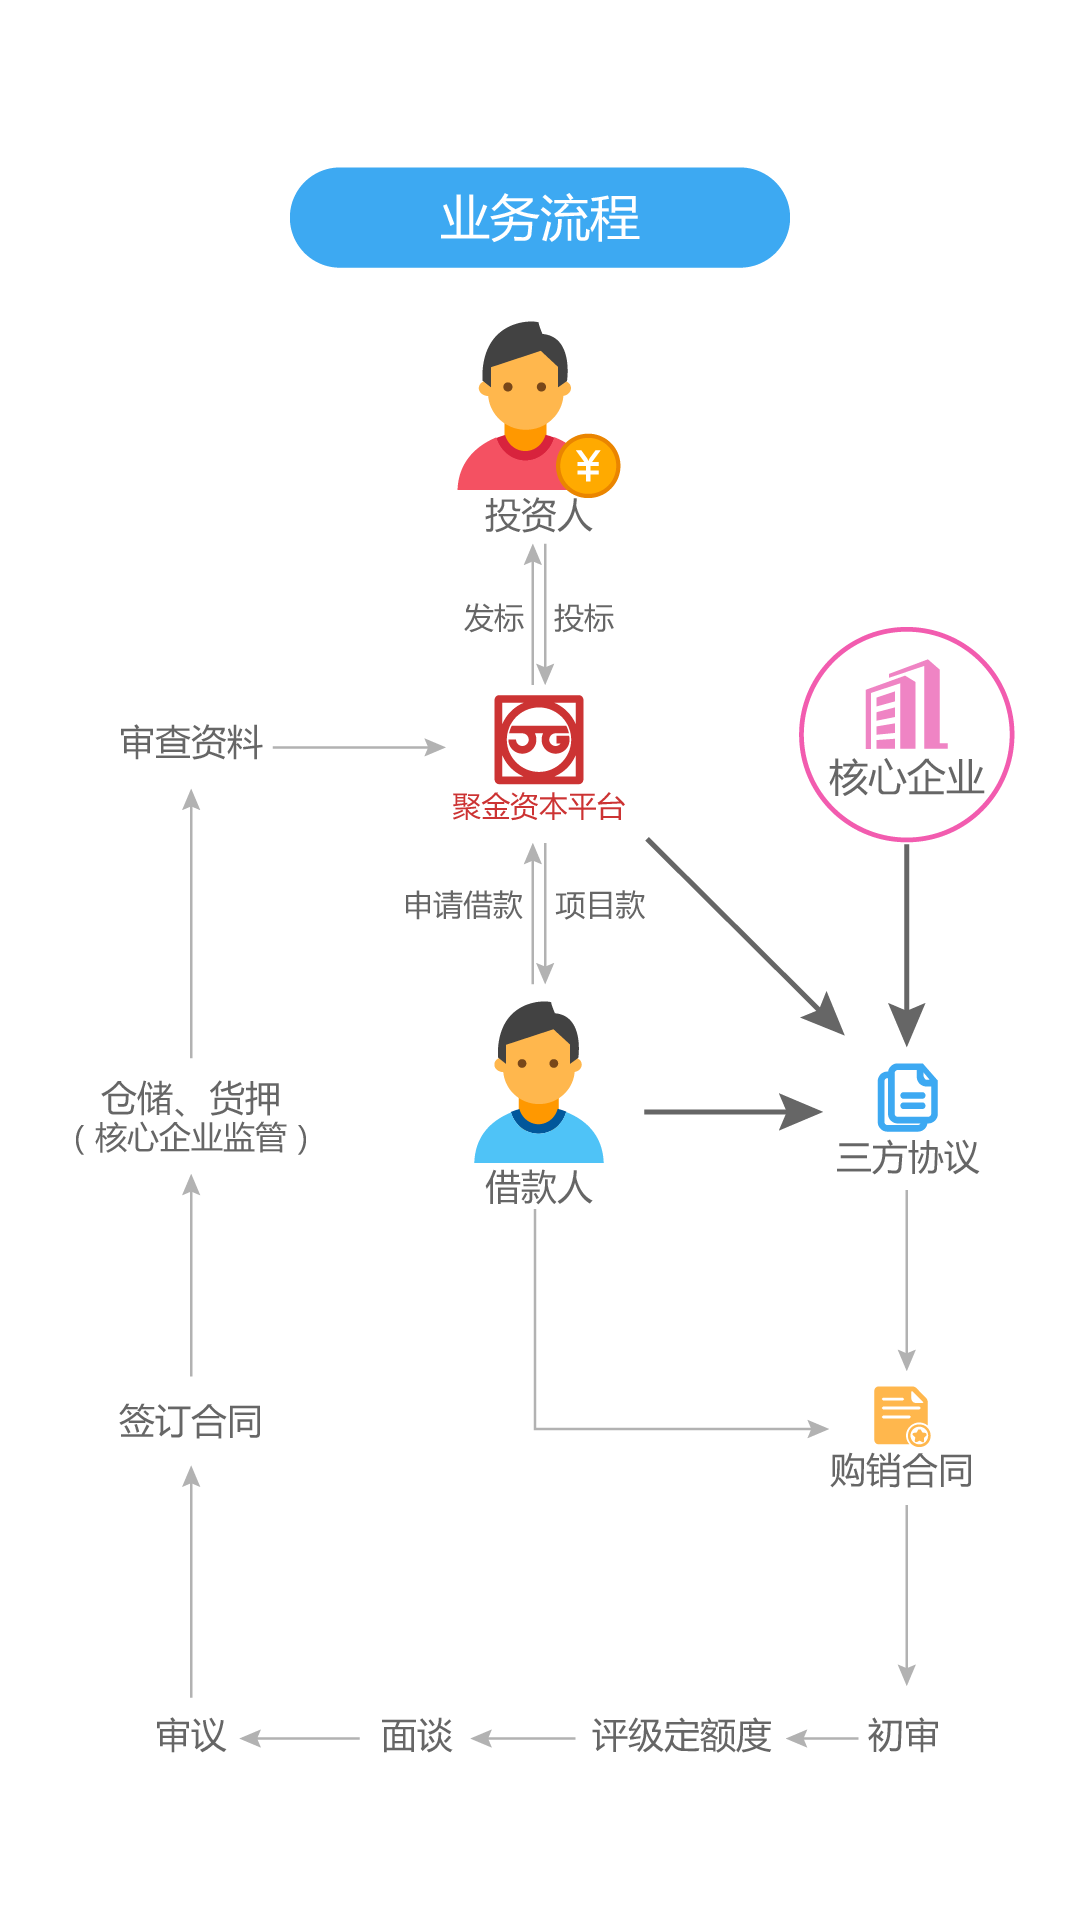 业务流程
¥
投资人
发标 投标
审查资料
JG
聚金资本平台
核心企业
申请借款 项目款
仓储、货押
（核心企业监管）
借款人
三方协议
签订合同
购销合同
审议 面谈 评级定额度 初审